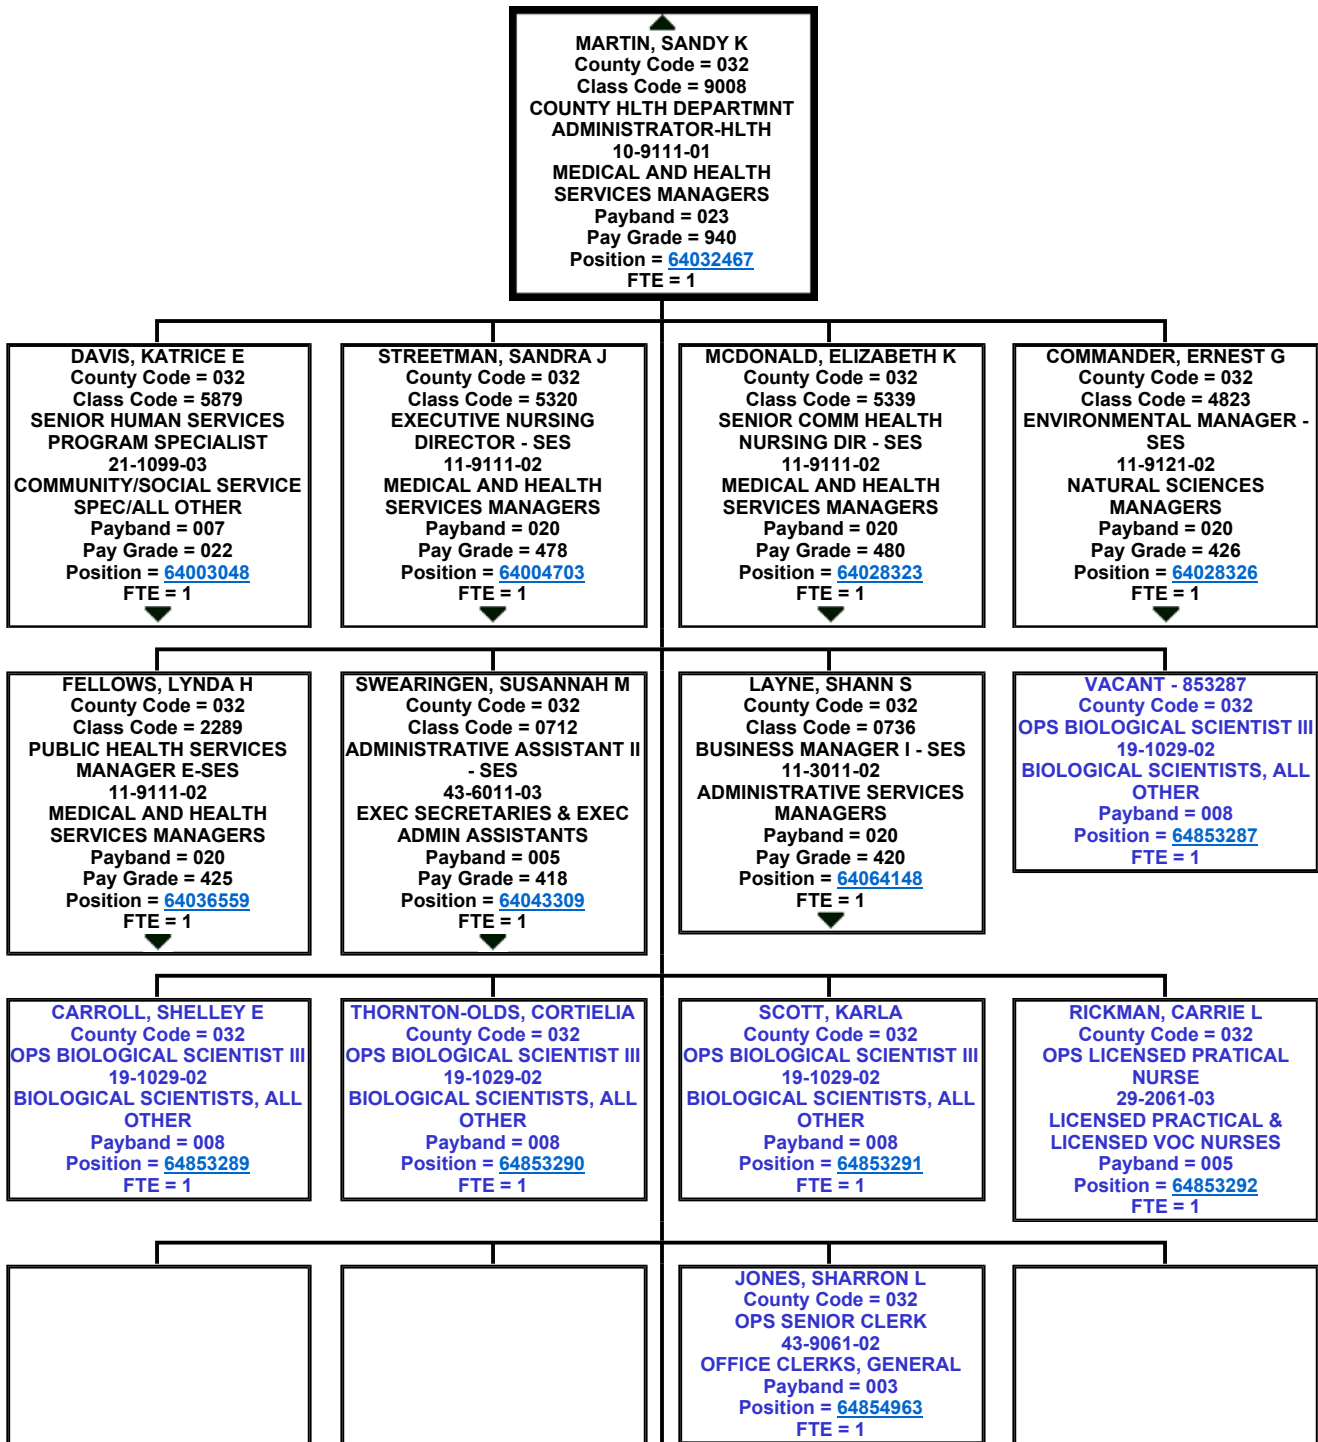 MARTIN, SANDY K
County Code = 032
Class Code = 9008
COUNTY HLTH DEPARTMNT
ADMINISTRATOR-HLTH
10-9111-01
MEDICAL AND HEALTH
SERVICES MANAGERS
Payband = 023
Pay Grade = 940
Position = 64032467
FTE = 1
DAVIS, KATRICE E
County Code = 032
Class Code = 5879
SENIOR HUMAN SERVICES
PROGRAM SPECIALIST
21-1099-03
COMMUNITY/SOCIAL SERVICE
SPEC/ALL OTHER
Payband = 007
Pay Grade = 022
Position = 64003048
FTE = 1
STREETMAN, SANDRA J
County Code = 032
Class Code = 5320
EXECUTIVE NURSING
DIRECTOR - SES
11-9111-02
MEDICAL AND HEALTH
SERVICES MANAGERS
Payband = 020
Pay Grade = 478
Position = 64004703
FTE = 1
MCDONALD, ELIZABETH K
County Code = 032
Class Code = 5339
SENIOR COMM HEALTH
NURSING DIR - SES
11-9111-02
MEDICAL AND HEALTH
SERVICES MANAGERS
Payband = 020
Pay Grade = 480
Position = 64028323
FTE = 1
COMMANDER, ERNEST G
County Code = 032
Class Code = 4823
ENVIRONMENTAL MANAGER -
SES
11-9121-02
NATURAL SCIENCES
MANAGERS
Payband = 020
Pay Grade = 426
Position = 64028326
FTE = 1
FELLOWS, LYNDA H
County Code = 032
Class Code = 2289
PUBLIC HEALTH SERVICES
MANAGER E-SES
11-9111-02
MEDICAL AND HEALTH
SERVICES MANAGERS
Payband = 020
Pay Grade = 425
Position = 64036559
FTE = 1
SWEARINGEN, SUSANNAH M
County Code = 032
Class Code = 0712
ADMINISTRATIVE ASSISTANT II
- SES
43-6011-03
EXEC SECRETARIES & EXEC
ADMIN ASSISTANTS
Payband = 005
Pay Grade = 418
Position = 64043309
FTE = 1
LAYNE, SHANN S
County Code = 032
Class Code = 0736
BUSINESS MANAGER I - SES
11-3011-02
ADMINISTRATIVE SERVICES
MANAGERS
Payband = 020
Pay Grade = 420
Position = 64064148
FTE = 1
VACANT - 853287
County Code = 032
OPS BIOLOGICAL SCIENTIST III
19-1029-02
BIOLOGICAL SCIENTISTS, ALL
OTHER
Payband = 008
Position = 64853287
FTE = 1
CARROLL, SHELLEY E
County Code = 032
OPS BIOLOGICAL SCIENTIST III
19-1029-02
BIOLOGICAL SCIENTISTS, ALL
OTHER
Payband = 008
Position = 64853289
FTE = 1
THORNTON-OLDS, CORTIELIA
County Code = 032
OPS BIOLOGICAL SCIENTIST III
19-1029-02
BIOLOGICAL SCIENTISTS, ALL
OTHER
Payband = 008
Position = 64853290
FTE = 1
SCOTT, KARLA
County Code = 032
OPS BIOLOGICAL SCIENTIST III
19-1029-02
BIOLOGICAL SCIENTISTS, ALL
OTHER
Payband = 008
Position = 64853291
FTE = 1
RICKMAN, CARRIE L
County Code = 032
OPS LICENSED PRATICAL
NURSE
29-2061-03
LICENSED PRACTICAL &
LICENSED VOC NURSES
Payband = 005
Position = 64853292
FTE = 1
JONES, SHARRON L
County Code = 032
OPS SENIOR CLERK
43-9061-02
OFFICE CLERKS, GENERAL
Payband = 003
Position = 64854963
FTE = 1